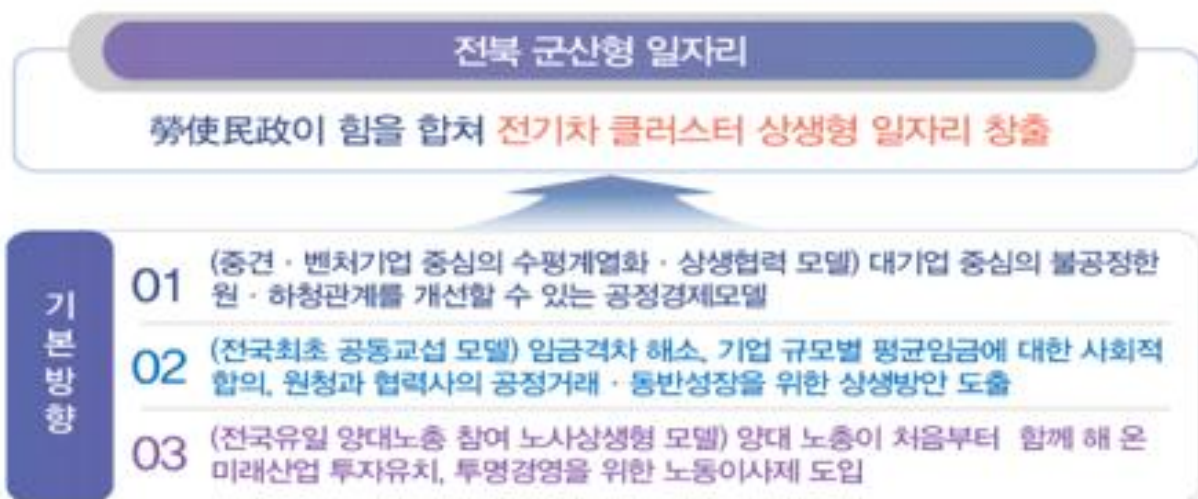 전북 군산형 일자리
勞使民政이 힘을 합쳐 전기차 클러스터 상생형 일자리 창출
기본방향
01 (중견 · 벤처기업 중심의 수평계열화 · 상생협력 모델) 대기업 중심의 불공정한
원 · 하청관계를 개선할 수 있는 공정경제모델
02 (전국최초 공동교섭 모델) 임금격차 해소, 기업 규모별 평균임금에 대한 사회적
합의, 원청과 협력사의 공정거래 · 동반성장을 위한 상생방안 도출
03 (전국유일 양대노총 참여 노사상생형 모델) 양대 노총이 처음부터 함께 해 온
미래산업 투자유치, 투명경영을 위한 노동이사제 도입